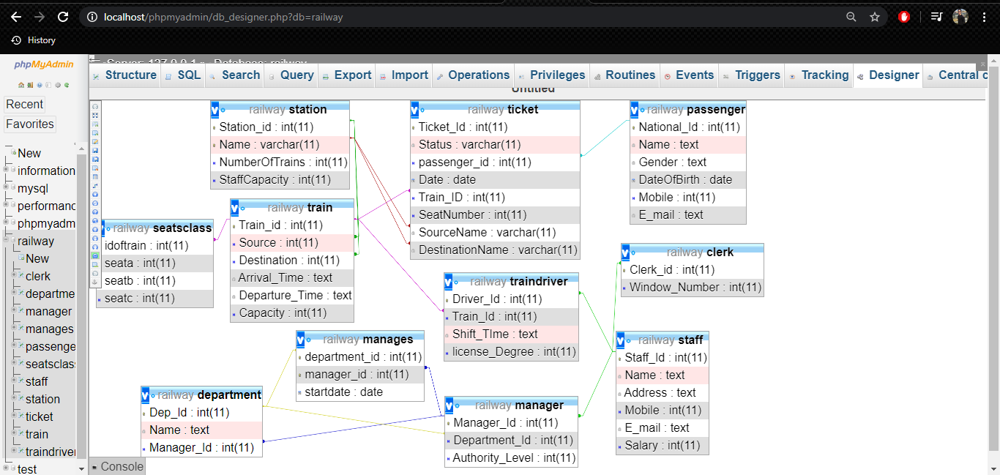 localhost/phpmyadmin/db_designer.php?db=railway
History
phpMyAdmin
Recent
Favorites
New
information
mysql
performanc
phpmyadm
railway
New
clerk
departme
manager
manages
passenge
seatsclas
staff
station
ticket
train
traindriver
test
Server: 127.0.0.1 » Database: railway
Structure SQL Search Query Export Import Operations Privileges Routines Events Triggers Tracking Designer Central c
Untitled
railway station
Station_id : int(11)
Name : varchar(11)
NumberOfTrains : int(11)
StaffCapacity : int(11)
railway ticket
Ticket_Id : int(11)
Status : varchar(11)
passenger_id : int(11)
Date : date
Train_ID : int(11)
SeatNumber : int(11)
SourceName : varchar(11)
DestinationName : varchar(11)
railway passenger
National_Id : int(11)
Name : text
Gender : text
DateOfBirth : date
Mobile : int(11)
E_mail : text
railway train
Train_id : int(11)
Source : int(11)
Destination : int(11)
Arrival_Time : text
Departure_Time : text
Capacity : int(11)
railway seatsclass
idoftrain : int(11)
seata : int(11)
seatb : int(11)
seatc : int(11)
railway clerk
Clerk_id : int(11)
Window_Number : int(11)
railway traindriver
Driver_Id : int(11)
Train_Id : int(11)
Shift_TIme : text
license_Degree : int(11)
railway manages
department_id : int(11)
manager_id : int(11)
startdate : date
railway staff
Staff_Id : int(11)
Name : text
Address : text
Mobile : int(11)
E_mail : text
Salary : int(11)
railway department
Dep_Id : int(11)
Name : text
Manager_Id : int(11)
railway manager
Manager_Id : int(11)
Department_Id : int(11)
Authority_Level : int(11)
Console